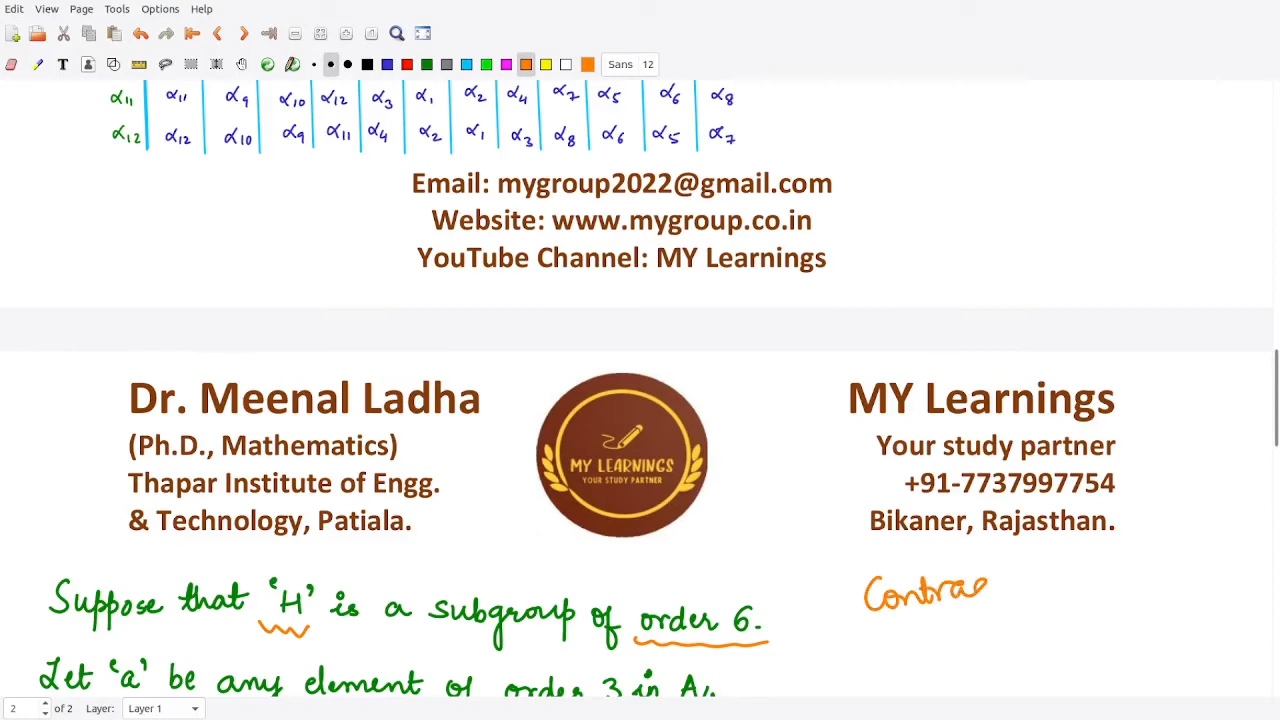 Edit View Page Tools Options Help
Sans 12
α11 α11 α9 α10 α12 α3 α1 α2 α4 α7 α5 α6 α8
α12 α12 α10 α9 α11 α4 α2 α1 α3 α8 α6 α5 α7
Email: mygroup2022@gmail.com
Website: www.mygroup.co.in
YouTube Channel: MY Learnings
Dr. Meenal Ladha
(Ph.D., Mathematics)
Thapar Institute of Engg.
& Technology, Patiala.
MY LEARNINGS
YOUR STUDY PARTNER
MY Learnings
Your study partner
+91-7737997754
Bikaner, Rajasthan.
Suppose that 'H' is a subgroup of order 6.
Contrac
Let 'a' be any element of order 3 in A4
2 of 2 Layer: Layer 1